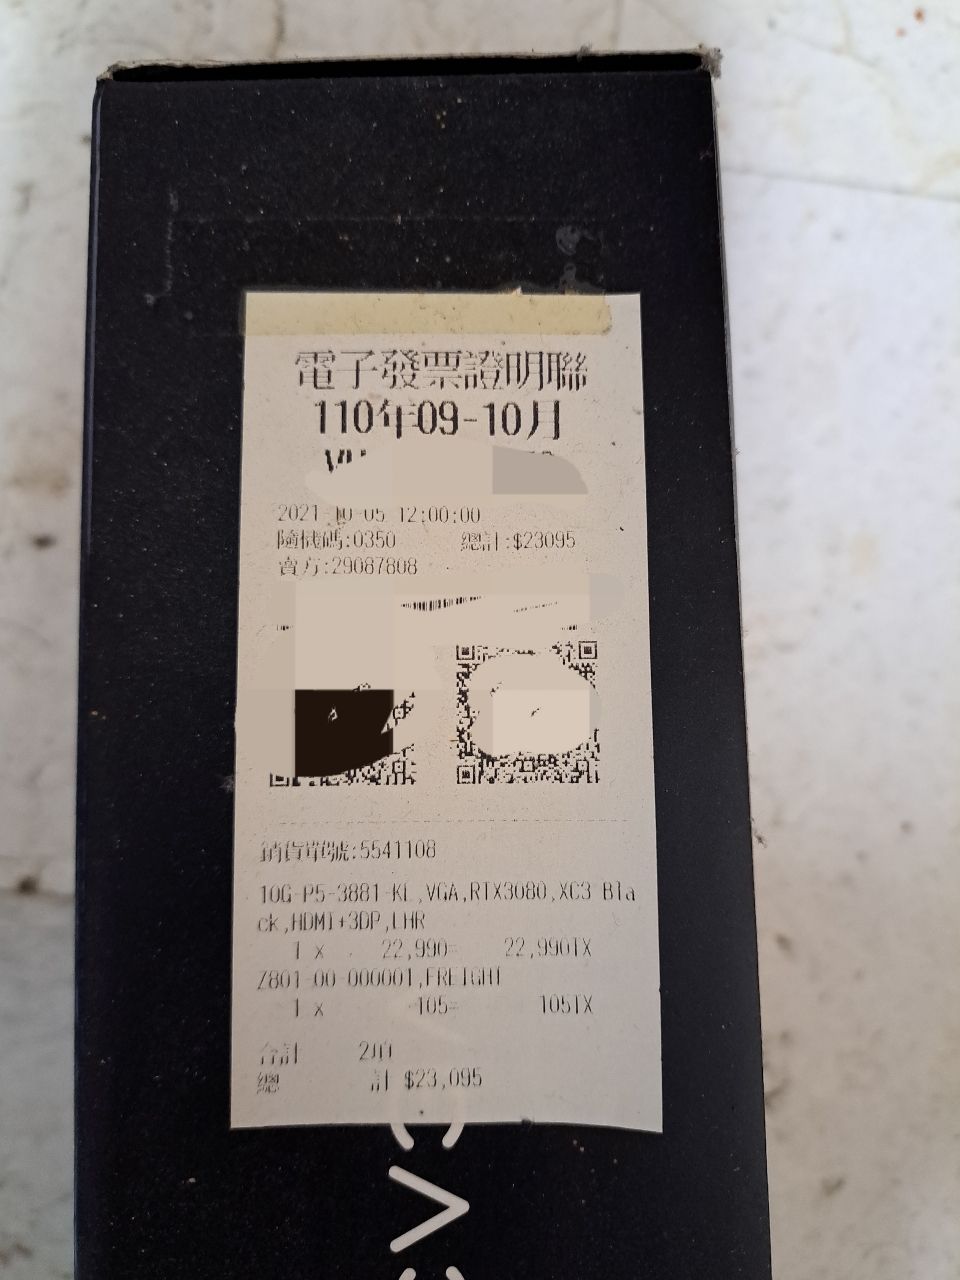 電子發票證明聯
110年09-10月
2021-10-05 12:00:00
隨機碼:0350 總計:$23095
賣方:29087808
銷貨單號:5541108
10G-P5-3881-KL,VGA,RTX3080,XC3 Bla
ck,HDMI+3DP,LHR
1 x 22,990= 22,990TX
Z801-00-000001,FREIGHT
1 x 105= 105TX
合計 2項
總 計 $23,095